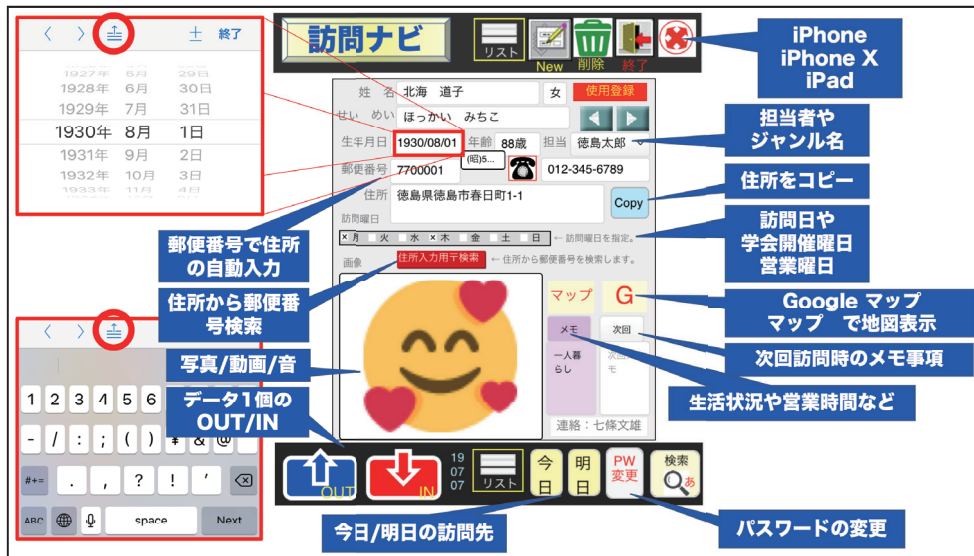 終了
1927年 5月 29日
1928年 6月 30日
1929年 7月 31日
1930年 8月 1日
1931年 9月 2日
1932年 10月 3日
1933年 11月 4日
訪問ナビ
リスト
New
削除
終了
iPhone
iPhone X
iPad
姓 名
北海 道子
女
使用登録
せい めい
ほっかい みちこ
生年月日
1930/08/01
年齢
88歳
担当
徳島太郎
担当者や
ジャンル名
郵便番号
7700001
(昭)5...
012-345-6789
住所
徳島県徳島市春日町1-1
Copy
住所をコピー
訪問曜日
×月 火 水 ×木 金 土 日
←訪問曜日を指定。
訪問日や
学会開催曜日
営業曜日
郵便番号で住所
の自動入力
画像
住所入力用〒検索
← 住所から郵便番号を検索します。
住所から郵便番
号検索
マップ
G
Google マップ
マップ で地図表示
メモ
次回
次回訪問時のメモ事項
一人暮
らし
生活状況や営業時間など
写真/動画/音
データ1個の
OUT/IN
連絡：七條文雄
1 2 3 4 5 6
- / : ; ( ) ¥ & @
#+= . , ? ! ′
ABC
space
Next
OUT
IN
19
07
07
リスト
今
日
明
日
PW
変更
検索
あ
今日/明日の訪問先
パスワードの変更